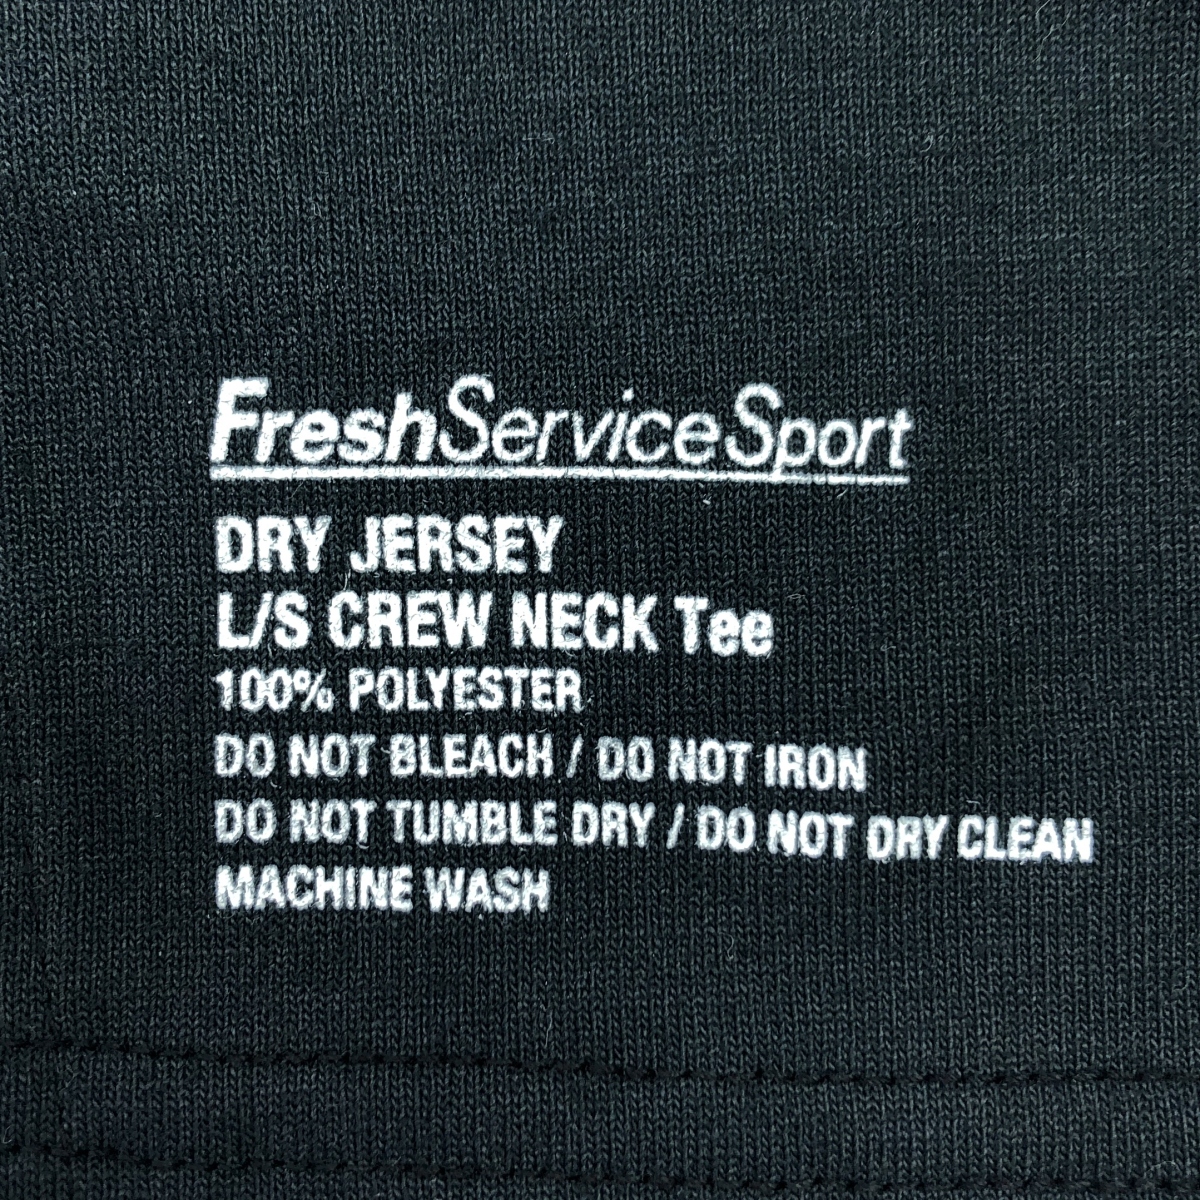 FreshServiceSport
DRY JERSEY
L/S CREW NECK Tee
100% POLYESTER
DO NOT BLEACH / DO NOT IRON
DO NOT TUMBLE DRY / DO NOT DRY CLEAN
MACHINE WASH